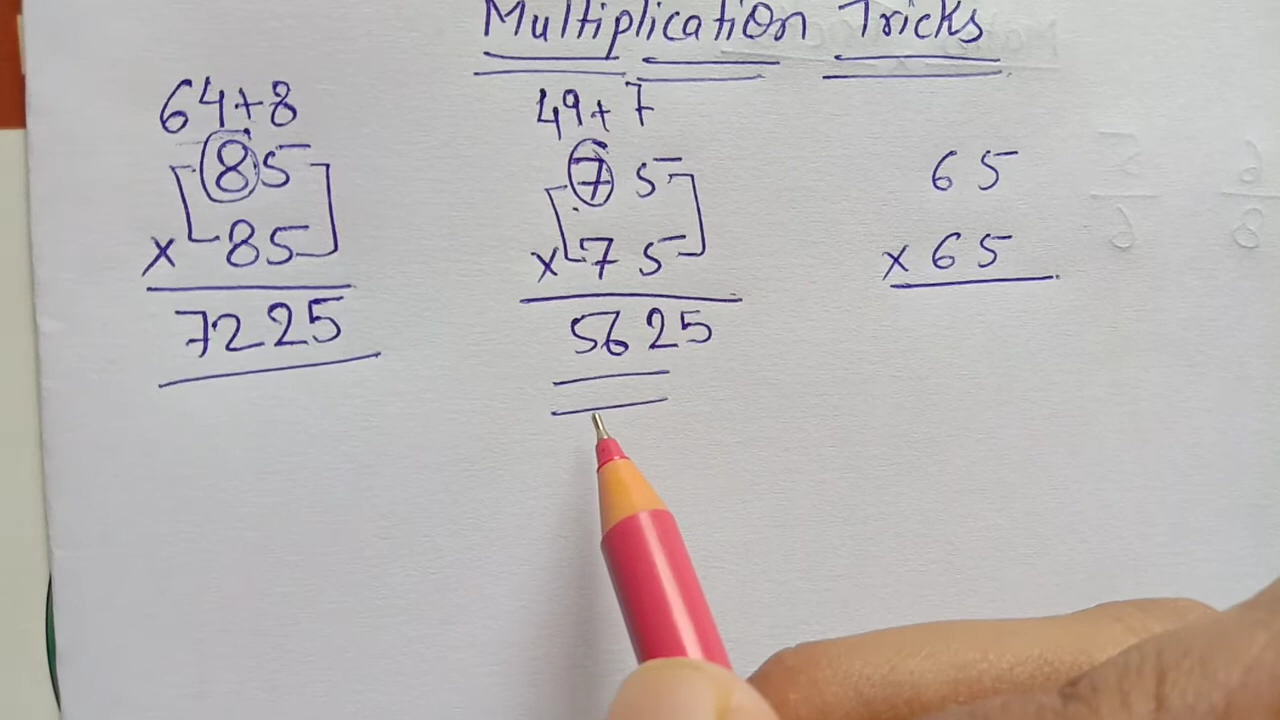 Multiplication Tricks
64+8
85
x 85
7225
49+7
75
x 75
5625
65
x 65